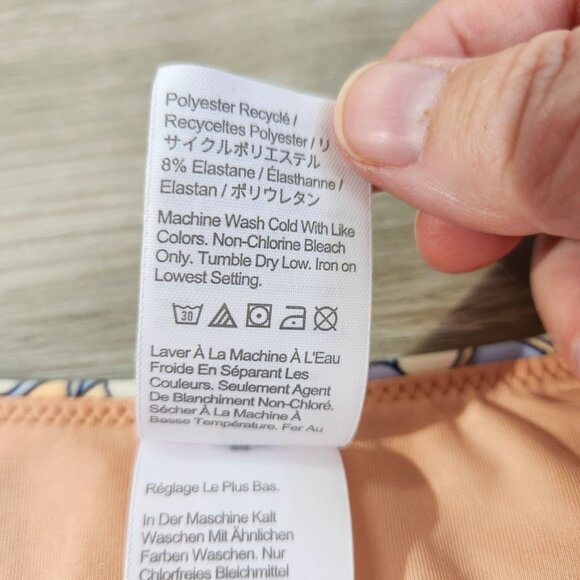 Polyester Recyclé /
Recyceltes Polyester / リ
サイクルポリエステル
8% Elastane / Élasthanne /
Elastan / ポリウレタン
Machine Wash Cold With Like
Colors. Non-Chlorine Bleach
Only. Tumble Dry Low. Iron on
Lowest Setting.
30
Laver À La Machine À L'Eau
Froide En Séparant Les
Couleurs. Seulement Agent
De Blanchiment Non-Chloré.
Sécher À La Machine À
Basse Température. Fer Au
Réglage Le Plus Bas.
In Der Maschine Kalt
Waschen Mit Ähnlichen
Farben Waschen. Nur
Chlorfreies Bleichmittel